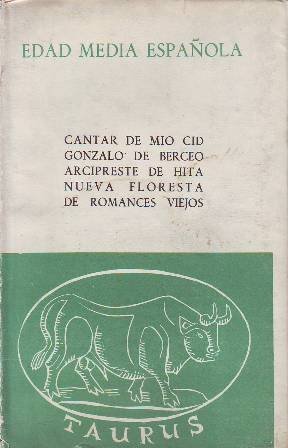 EDAD MEDIA ESPAÑOLA
CANTAR DE MIO CID
GONZALO DE BERCEO
ARCIPRESTE DE HITA
NUEVA FLORESTA
DE ROMANCES VIEJOS
TAURUS